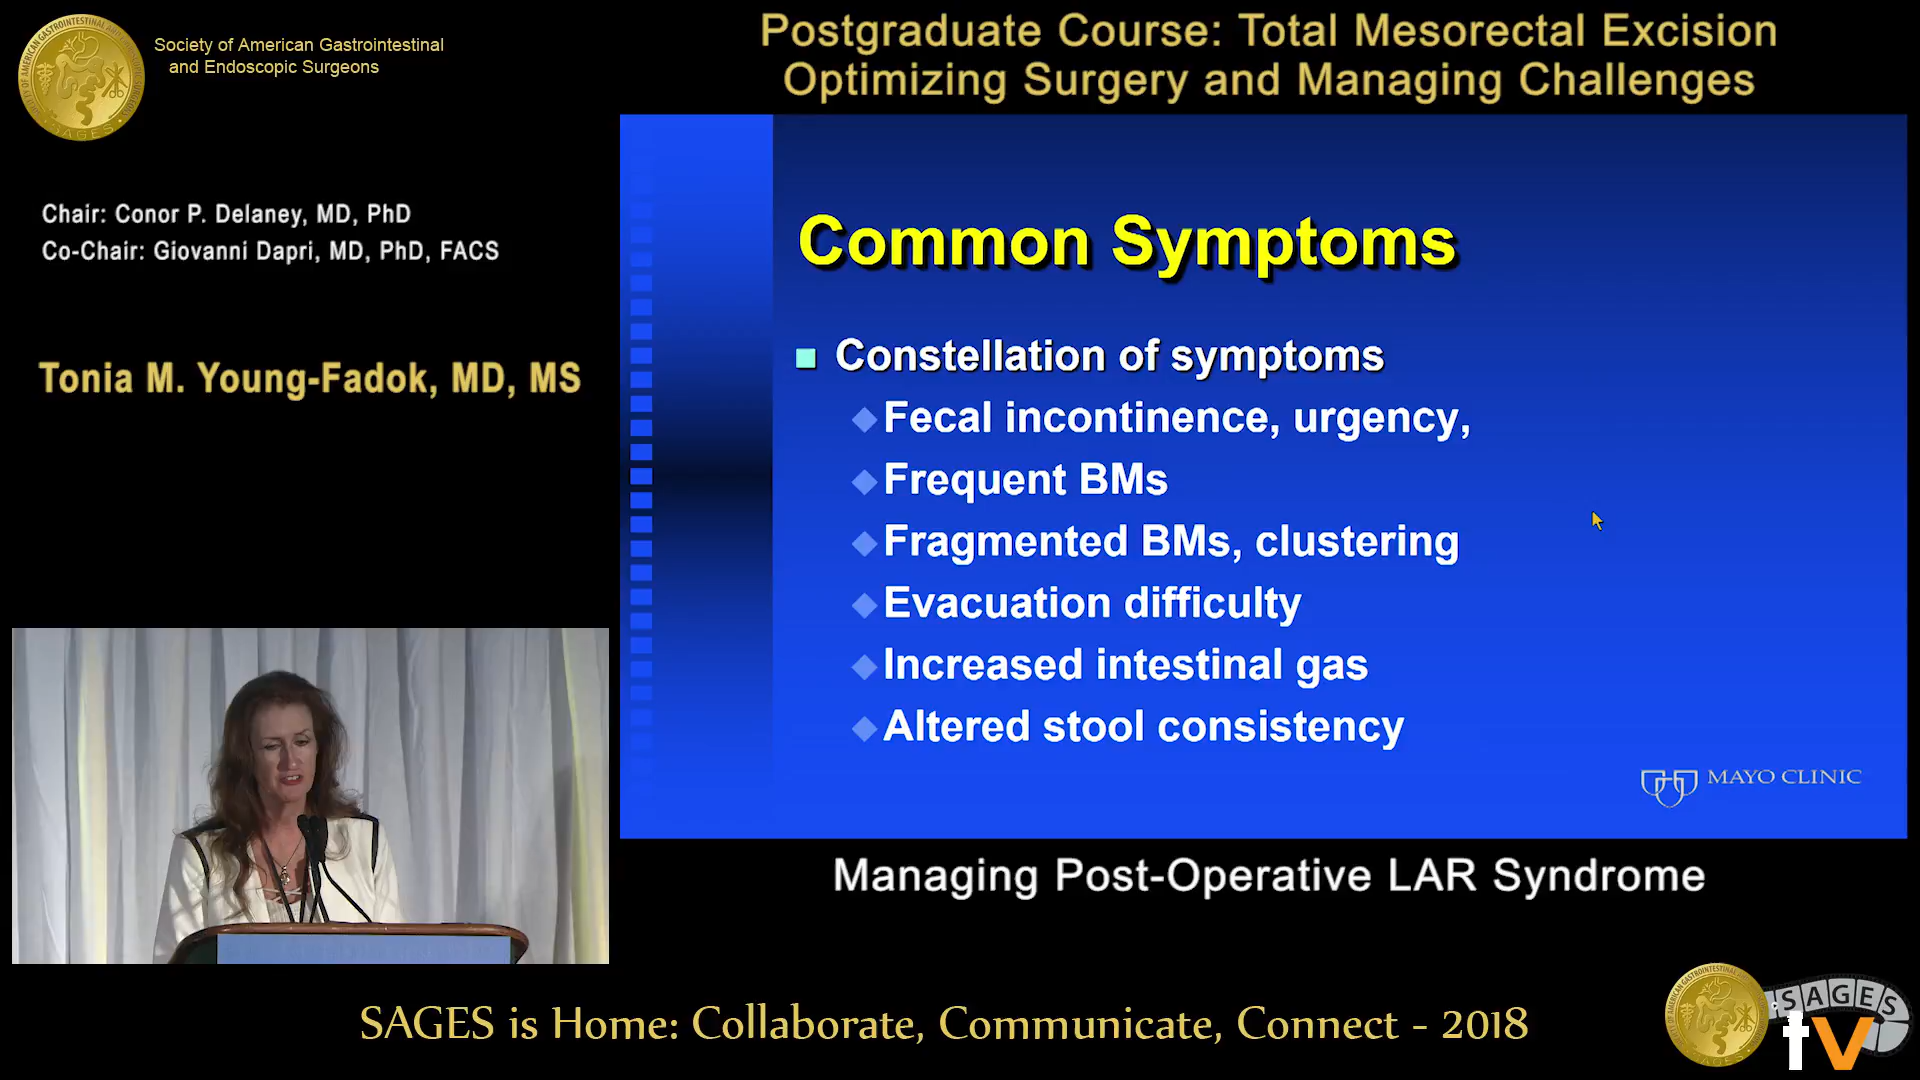 Society of American Gastrointestinal
and Endoscopic Surgeons
Postgraduate Course: Total Mesorectal Excision
Optimizing Surgery and Managing Challenges
Chair: Conor P. Delaney, MD, PhD
Co-Chair: Giovanni Dapri, MD, PhD, FACS
Tonia M. Young-Fadok, MD, MS
Common Symptoms
Constellation of symptoms
Fecal incontinence, urgency,
Frequent BMs
Fragmented BMs, clustering
Evacuation difficulty
Increased intestinal gas
Altered stool consistency
MAYO CLINIC
Managing Post-Operative LAR Syndrome
SAGES is Home: Collaborate, Communicate, Connect - 2018
SAGES
tv